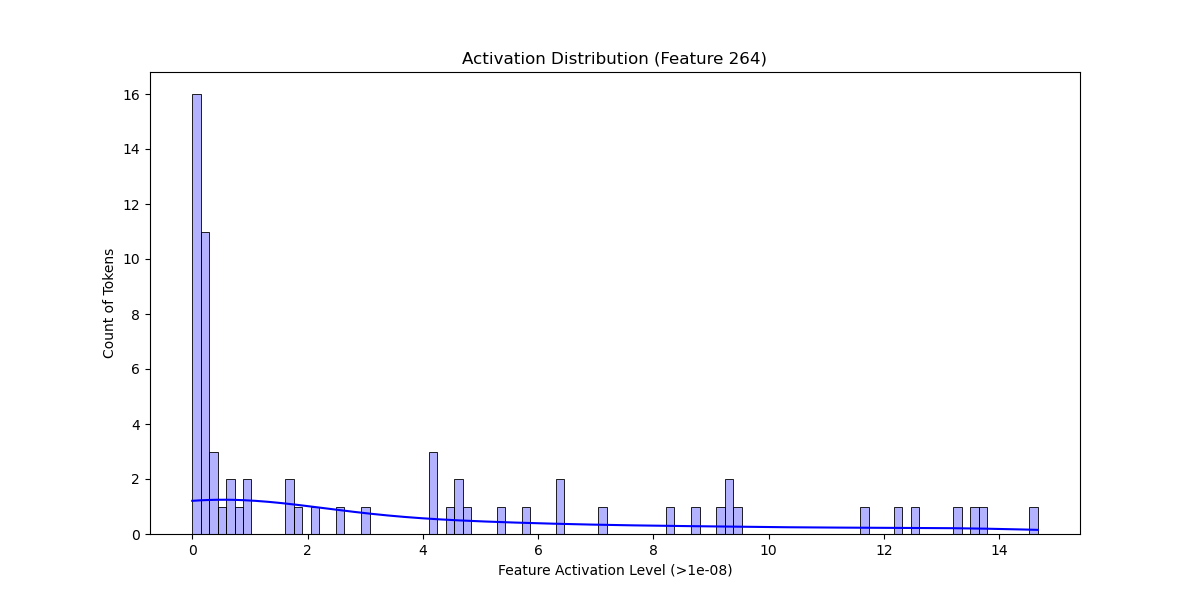 Activation Distribution (Feature 264)
16
14
12
10
8
6
4
2
0
Count of Tokens
0 2 4 6 8 10 12 14
Feature Activation Level (>1e-08)